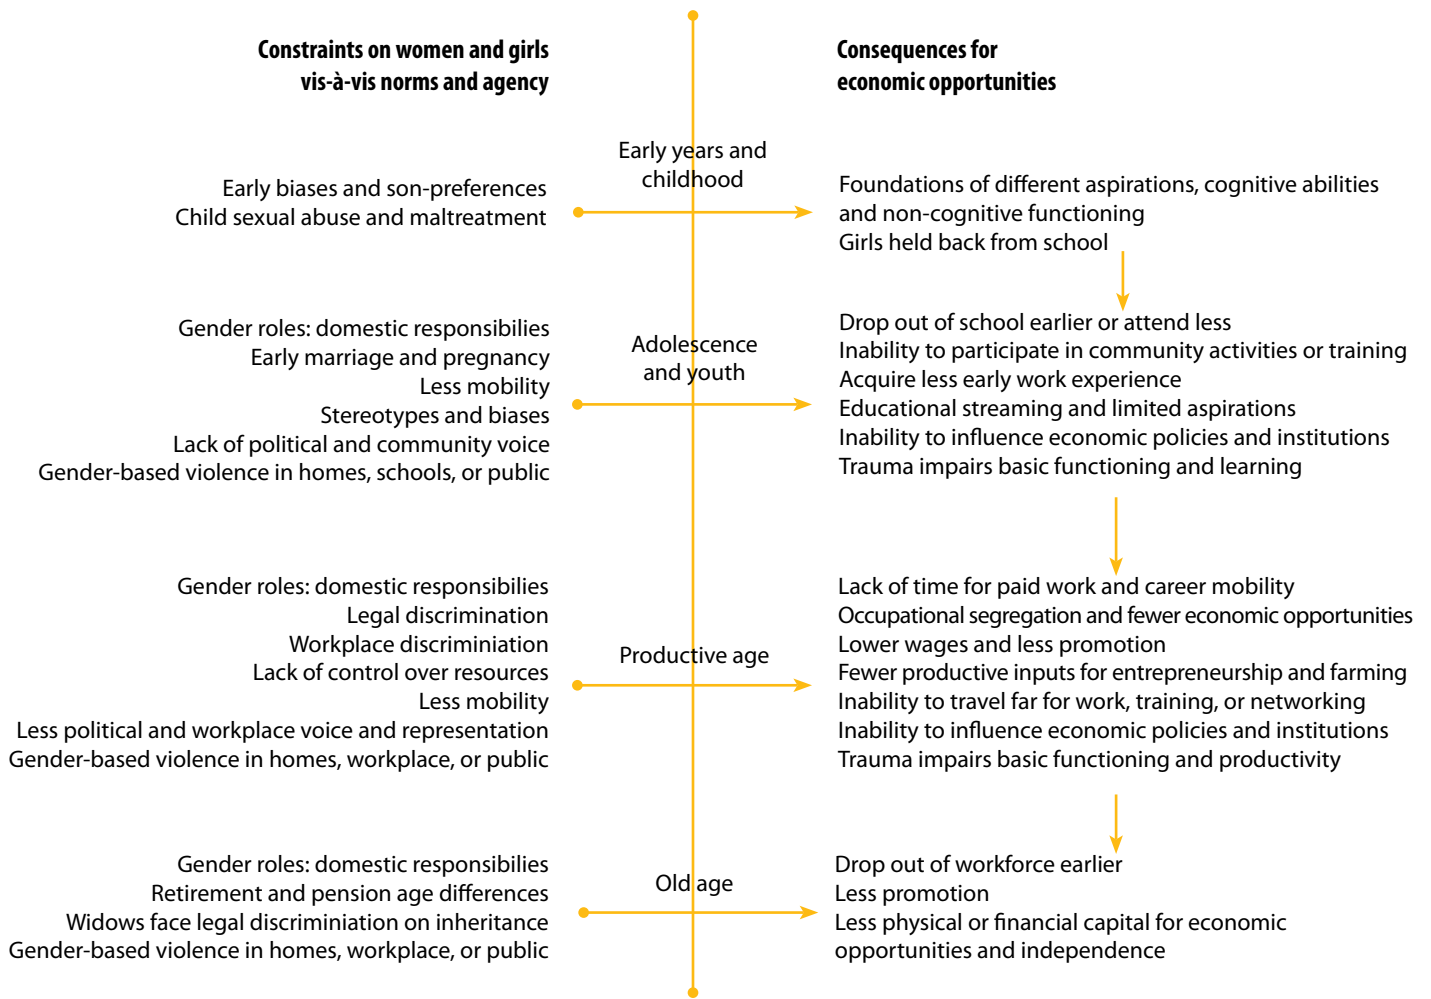 Constraints on women and girls
vis-à-vis norms and agency
Consequences for
economic opportunities
Early years and
childhood
Early biases and son-preferences
Child sexual abuse and maltreatment
Foundations of different aspirations, cognitive abilities
and non-cognitive functioning
Girls held back from school
Adolescence
and youth
Gender roles: domestic responsibilies
Early marriage and pregnancy
Less mobility
Stereotypes and biases
Lack of political and community voice
Gender-based violence in homes, schools, or public
Drop out of school earlier or attend less
Inability to participate in community activities or training
Acquire less early work experience
Educational streaming and limited aspirations
Inability to influence economic policies and institutions
Trauma impairs basic functioning and learning
Productive age
Gender roles: domestic responsibilies
Legal discrimination
Workplace discriminiation
Lack of control over resources
Less mobility
Less political and workplace voice and representation
Gender-based violence in homes, workplace, or public
Lack of time for paid work and career mobility
Occupational segregation and fewer economic opportunities
Lower wages and less promotion
Fewer productive inputs for entrepreneurship and farming
Inability to travel far for work, training, or networking
Inability to influence economic policies and institutions
Trauma impairs basic functioning and productivity
Old age
Gender roles: domestic responsibilies
Retirement and pension age differences
Widows face legal discriminiation on inheritance
Gender-based violence in homes, workplace, or public
Drop out of workforce earlier
Less promotion
Less physical or financial capital for economic
opportunities and independence